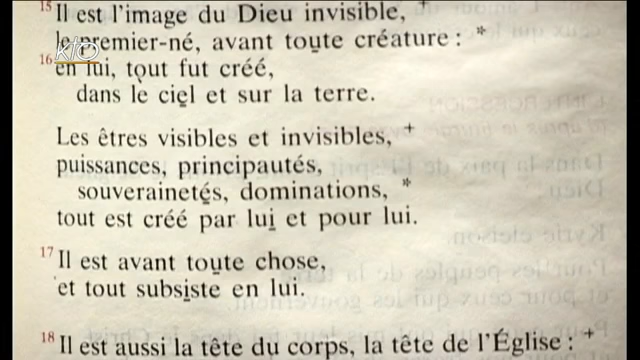 15 Il est l'image du Dieu invisible, +
le premier-né, avant toute créature : *
KTO
16 en lui, tout fut créé,
dans le ciel et sur la terre.
Les êtres visibles et invisibles, +
puissances, principautés,
souverainetés, dominations, *
tout est créé par lui et pour lui.
17 Il est avant toute chose,
et tout subsiste en lui.
18 Il est aussi la tête du corps, la tête de l'Église : +